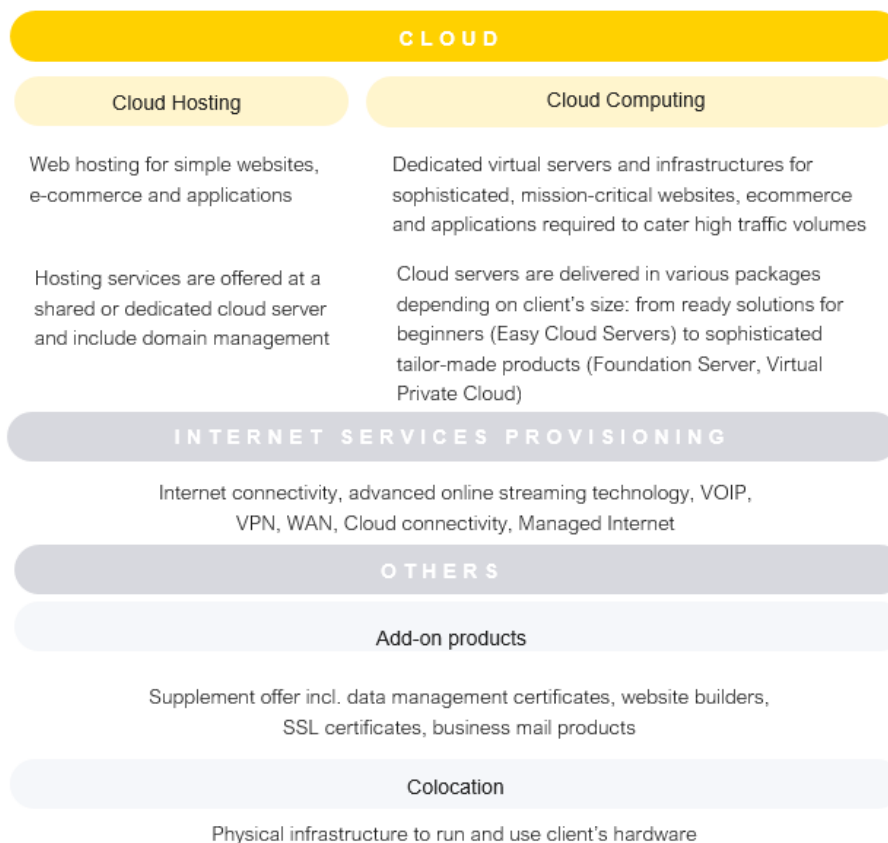 CLOUD
Cloud Hosting
Cloud Computing
Web hosting for simple websites,
e-commerce and applications
Dedicated virtual servers and infrastructures for
sophisticated, mission-critical websites, ecommerce
and applications required to cater high traffic volumes
Hosting services are offered at a
shared or dedicated cloud server
and include domain management
Cloud servers are delivered in various packages
depending on client's size: from ready solutions for
beginners (Easy Cloud Servers) to sophisticated
tailor-made products (Foundation Server, Virtual
Private Cloud)
INTERNET SERVICES PROVISIONING
Internet connectivity, advanced online streaming technology, VOIP,
VPN, WAN, Cloud connectivity, Managed Internet
OTHERS
Add-on products
Supplement offer incl. data management certificates, website builders,
SSL certificates, business mail products
Colocation
Physical infrastructure to run and use client's hardware